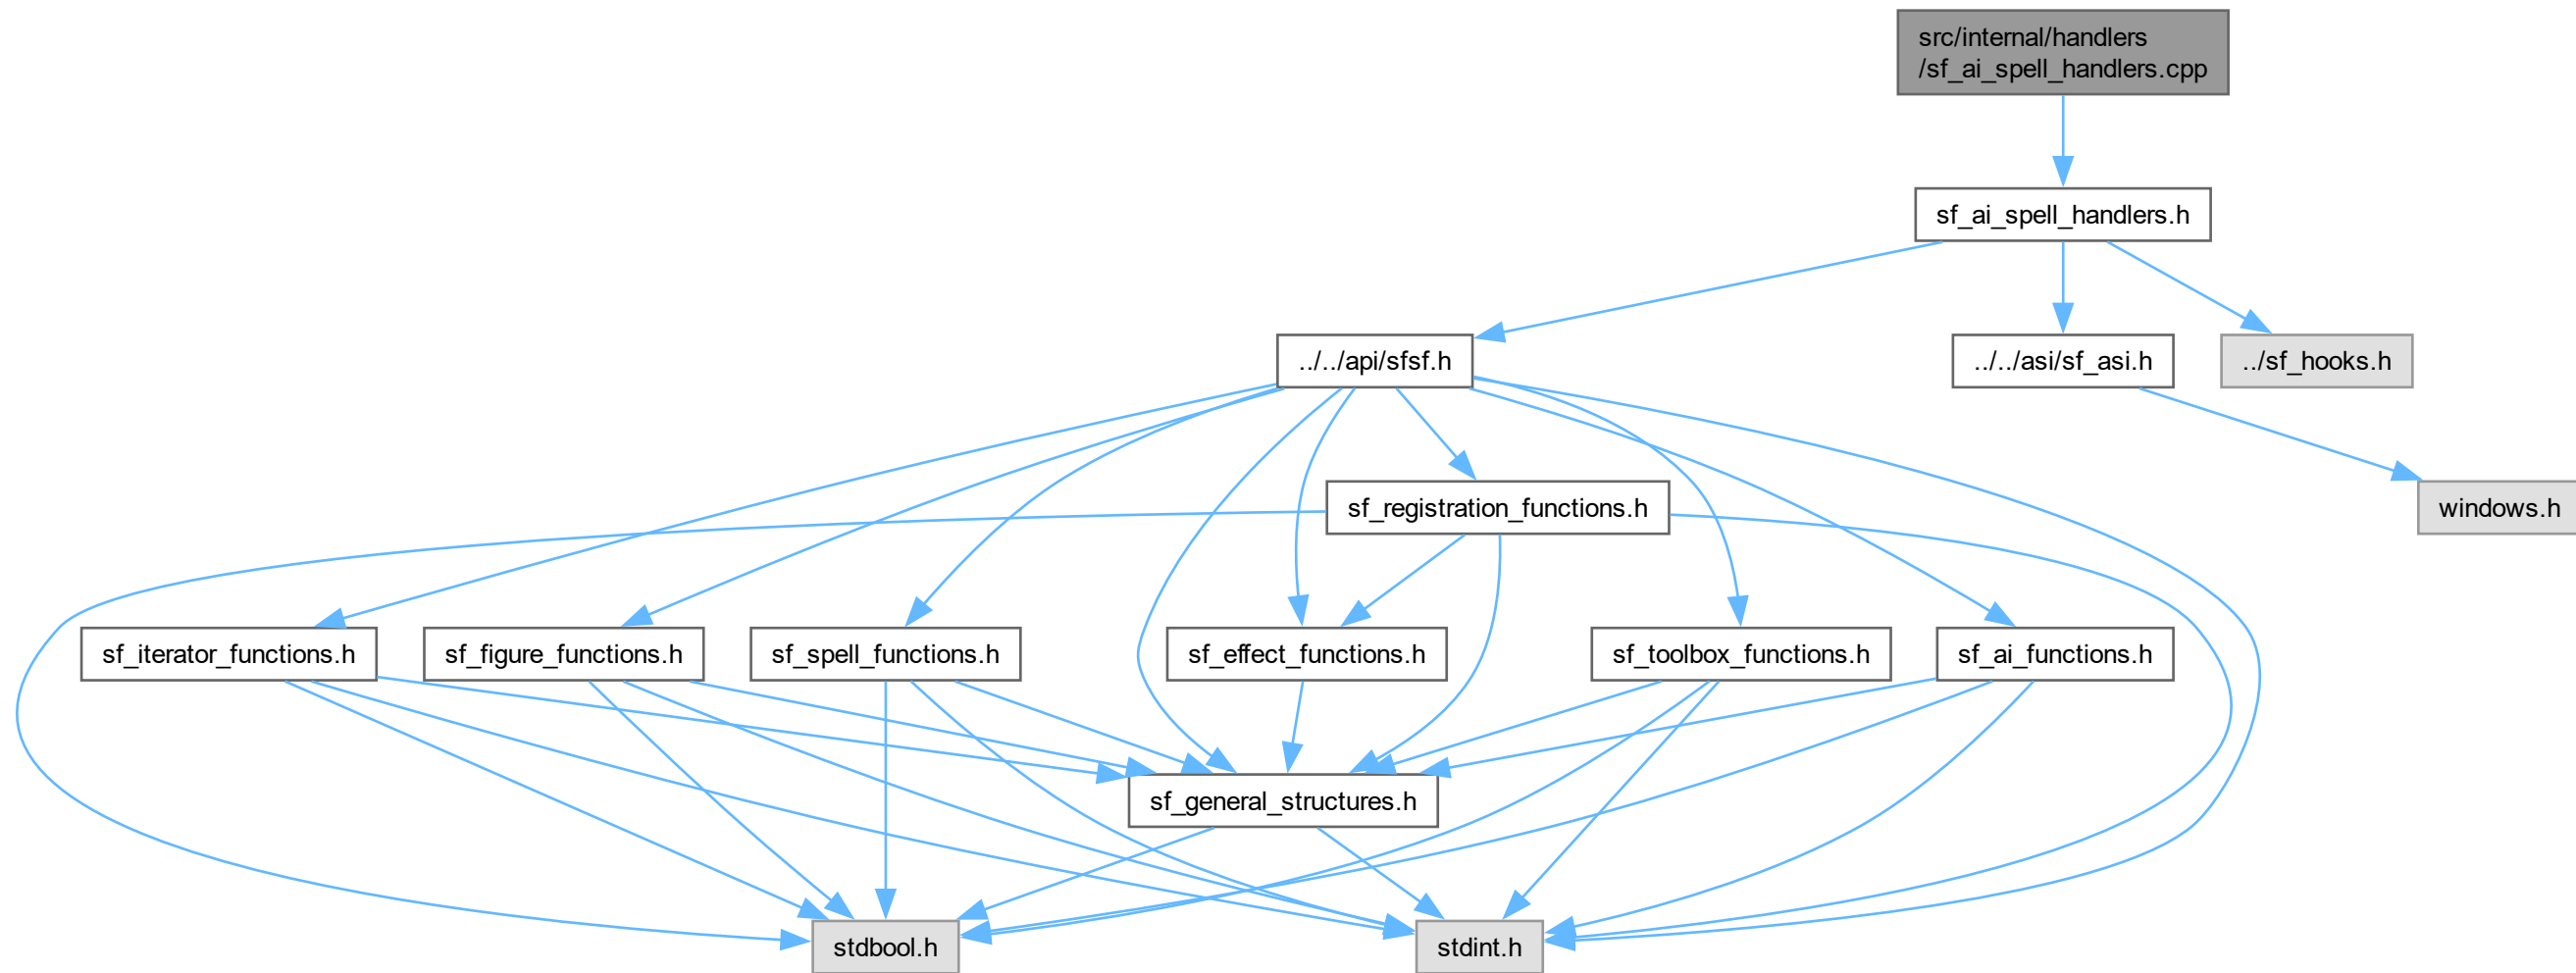 src/internal/handlers
/sf_ai_spell_handlers.cpp
sf_ai_spell_handlers.h
../../api/sfsf.h
../../asi/sf_asi.h
../sf_hooks.h
sf_registration_functions.h
windows.h
sf_iterator_functions.h
sf_figure_functions.h
sf_spell_functions.h
sf_effect_functions.h
sf_toolbox_functions.h
sf_ai_functions.h
sf_general_structures.h
stdbool.h
stdint.h